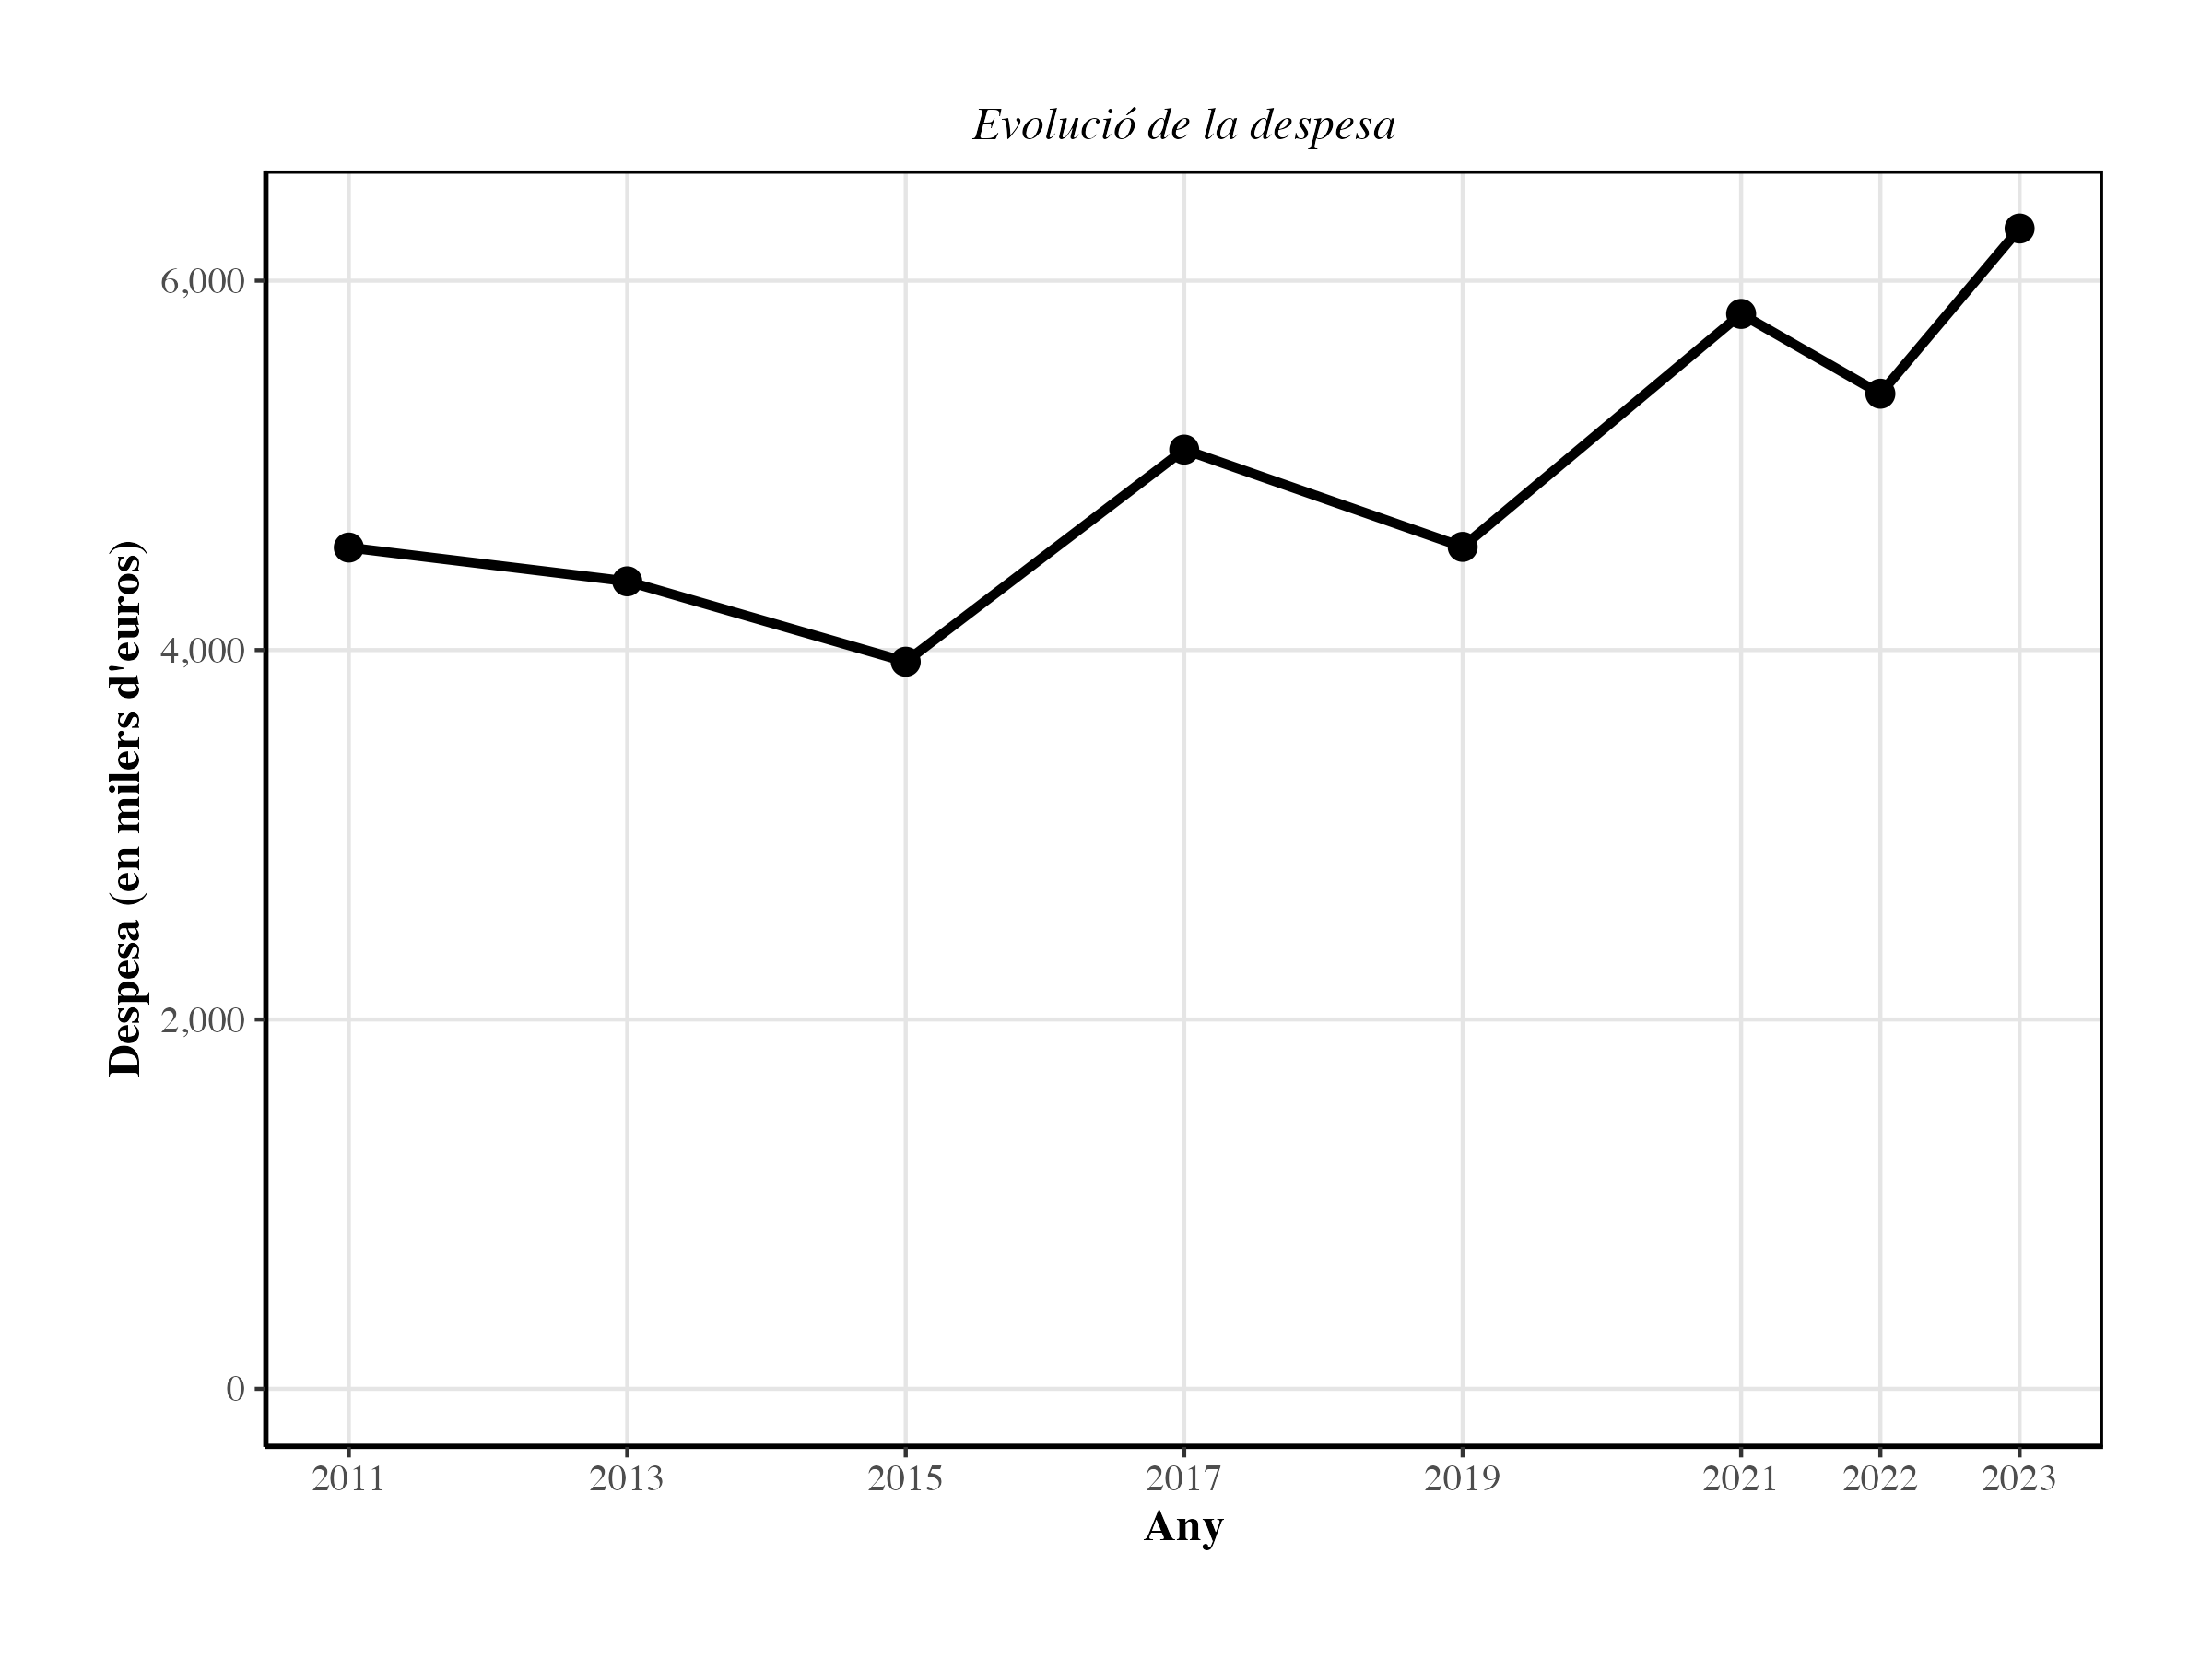 Evolució de la despesa
Despesa (en milers d'euros)
6,000
4,000
2,000
0
2011 2013 2015 2017 2019 2021 2022 2023
Any